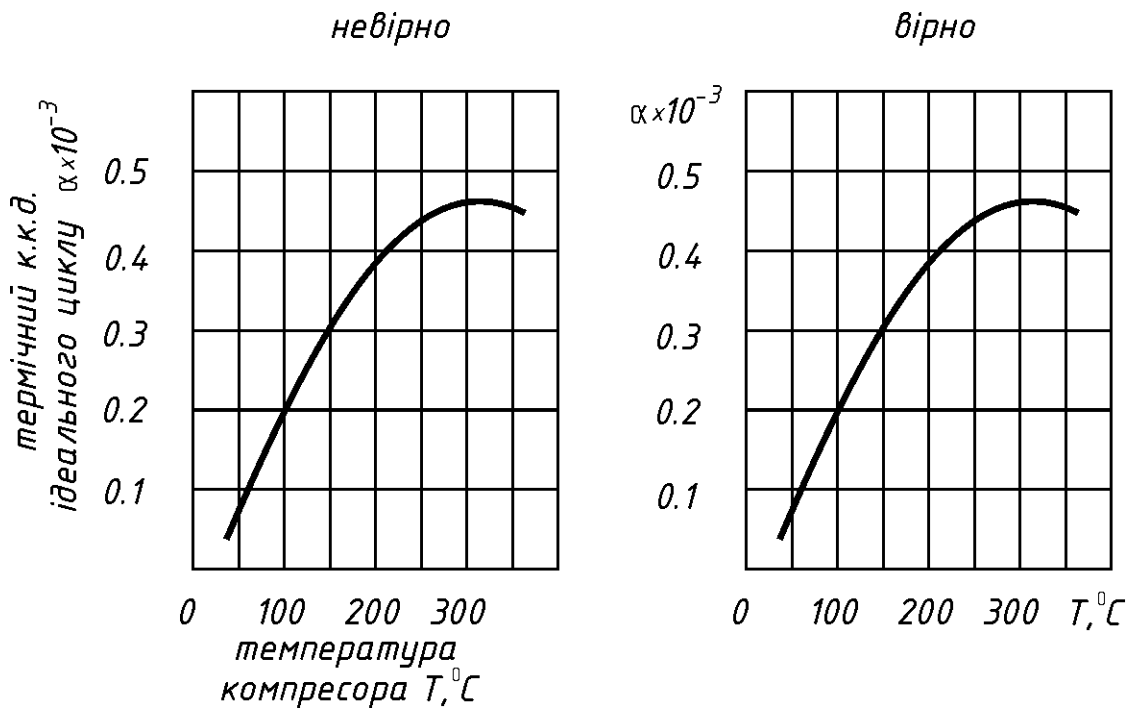 невірно
вірно
термічний к.к.д.
ідеального циклу α×10⁻³
0.5
0.4
0.3
0.2
0.1
0 100 200 300
температура
компресора T,⁰C
α×10⁻³
0.5
0.4
0.3
0.2
0.1
0 100 200 300 T,⁰C